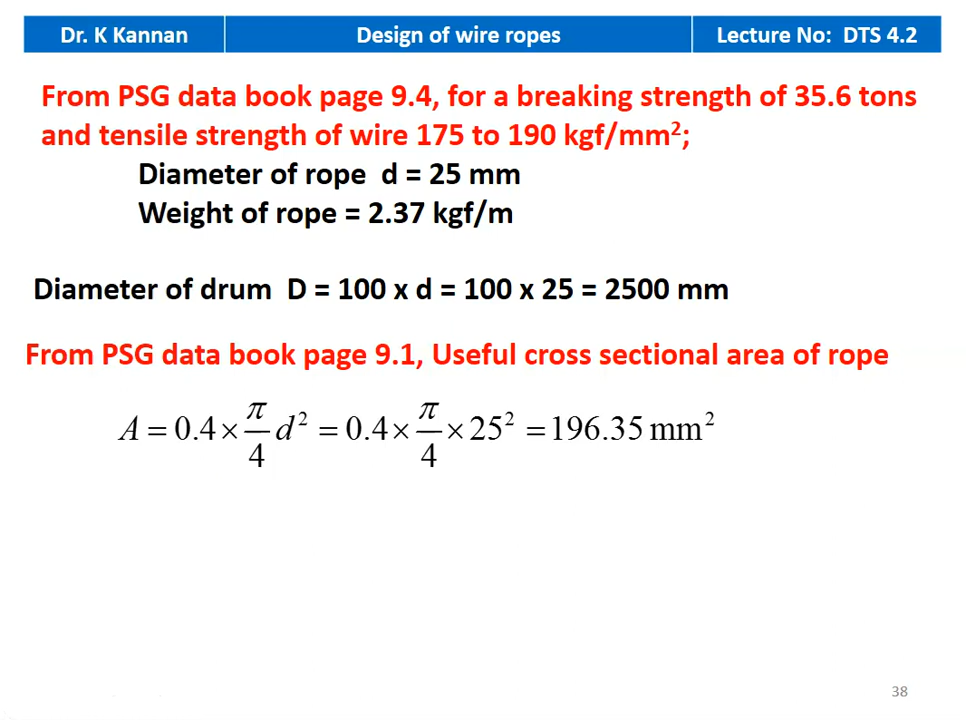 Dr. K Kannan Design of wire ropes Lecture No: DTS 4.2
From PSG data book page 9.4, for a breaking strength of 35.6 tons
and tensile strength of wire 175 to 190 kgf/mm²;
Diameter of rope d = 25 mm
Weight of rope = 2.37 kgf/m
Diameter of drum D = 100 x d = 100 x 25 = 2500 mm
From PSG data book page 9.1, Useful cross sectional area of rope
A = 0.4 × π/4 d² = 0.4 × π/4 × 25² = 196.35 mm²
38